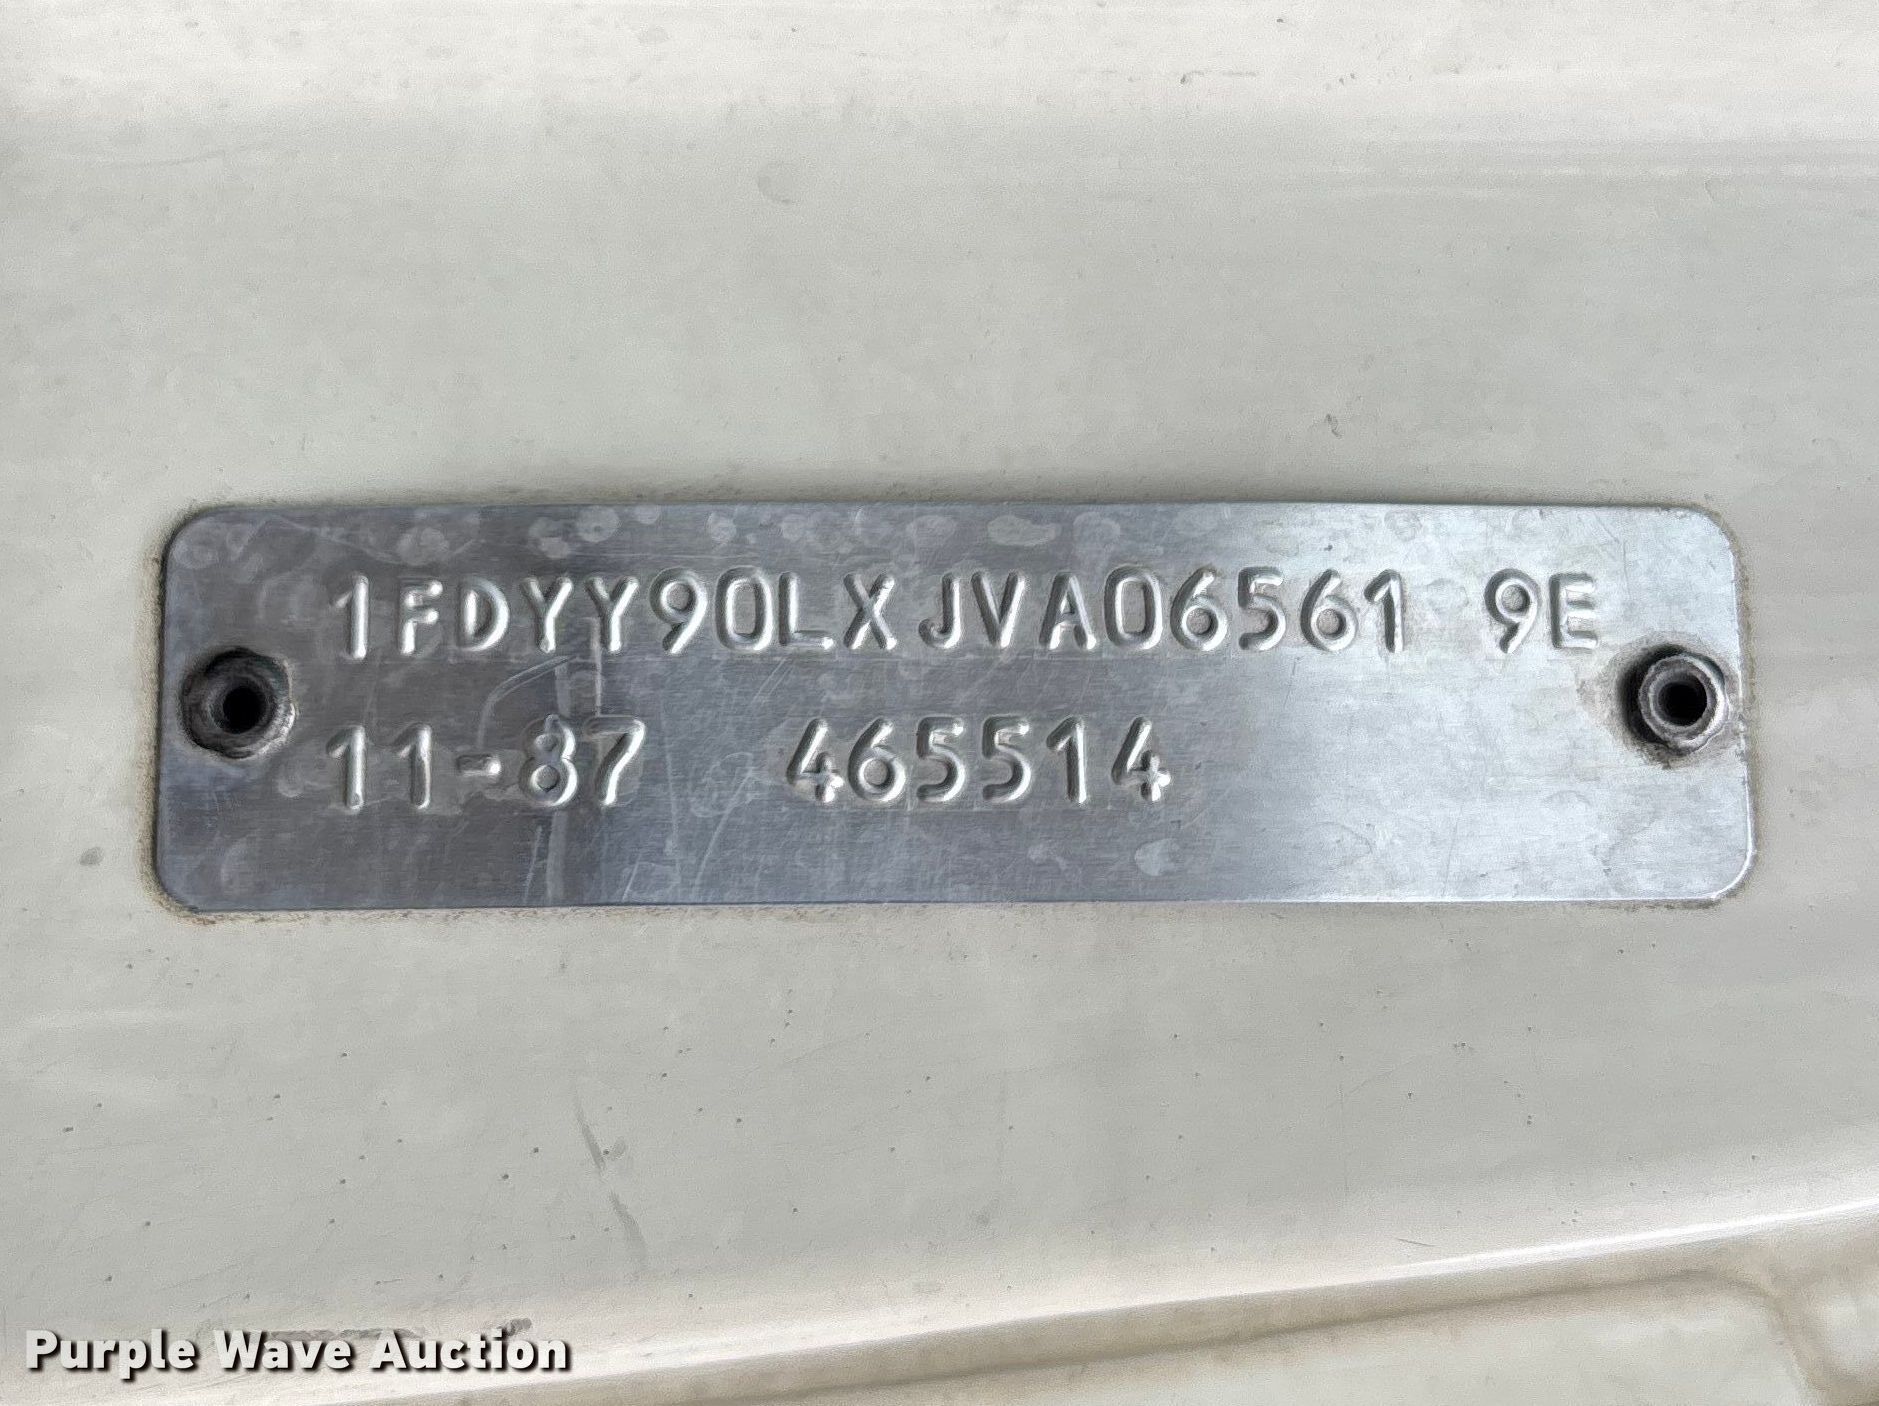 1FDYY90LXJVA06561 9E
11-87 465514
Purple Wave Auction